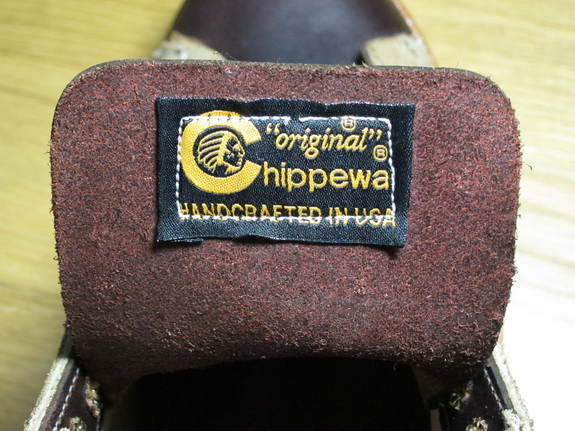 "original"®
Chippewa®
HANDCRAFTED IN USA